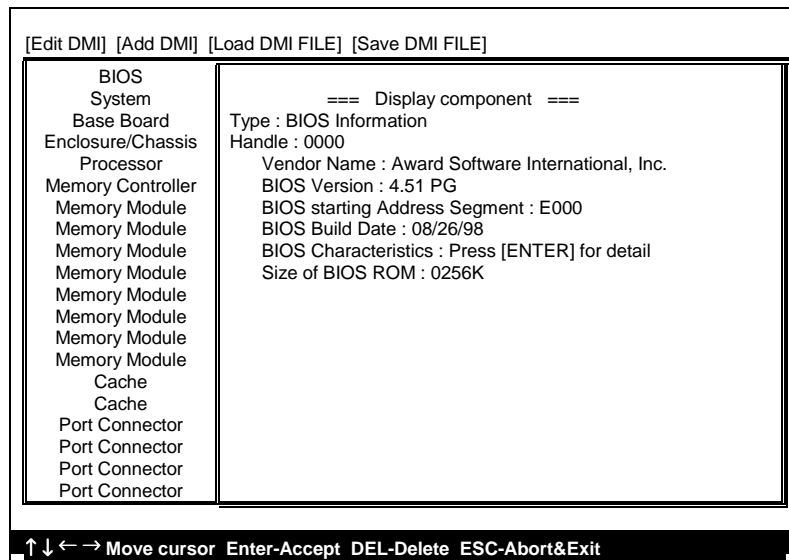 [Edit DMI] [Add DMI] [Load DMI FILE] [Save DMI FILE]
BIOS
System
Base Board
Enclosure/Chassis
Processor
Memory Controller
Memory Module
Memory Module
Memory Module
Memory Module
Memory Module
Memory Module
Memory Module
Memory Module
Cache
Cache
Port Connector
Port Connector
Port Connector
Port Connector
=== Display component ===
Type : BIOS Information
Handle : 0000
Vendor Name : Award Software International, Inc.
BIOS Version : 4.51 PG
BIOS starting Address Segment : E000
BIOS Build Date : 08/26/98
BIOS Characteristics : Press [ENTER] for detail
Size of BIOS ROM : 0256K
↑↓←→ Move cursor Enter-Accept DEL-Delete ESC-Abort&Exit